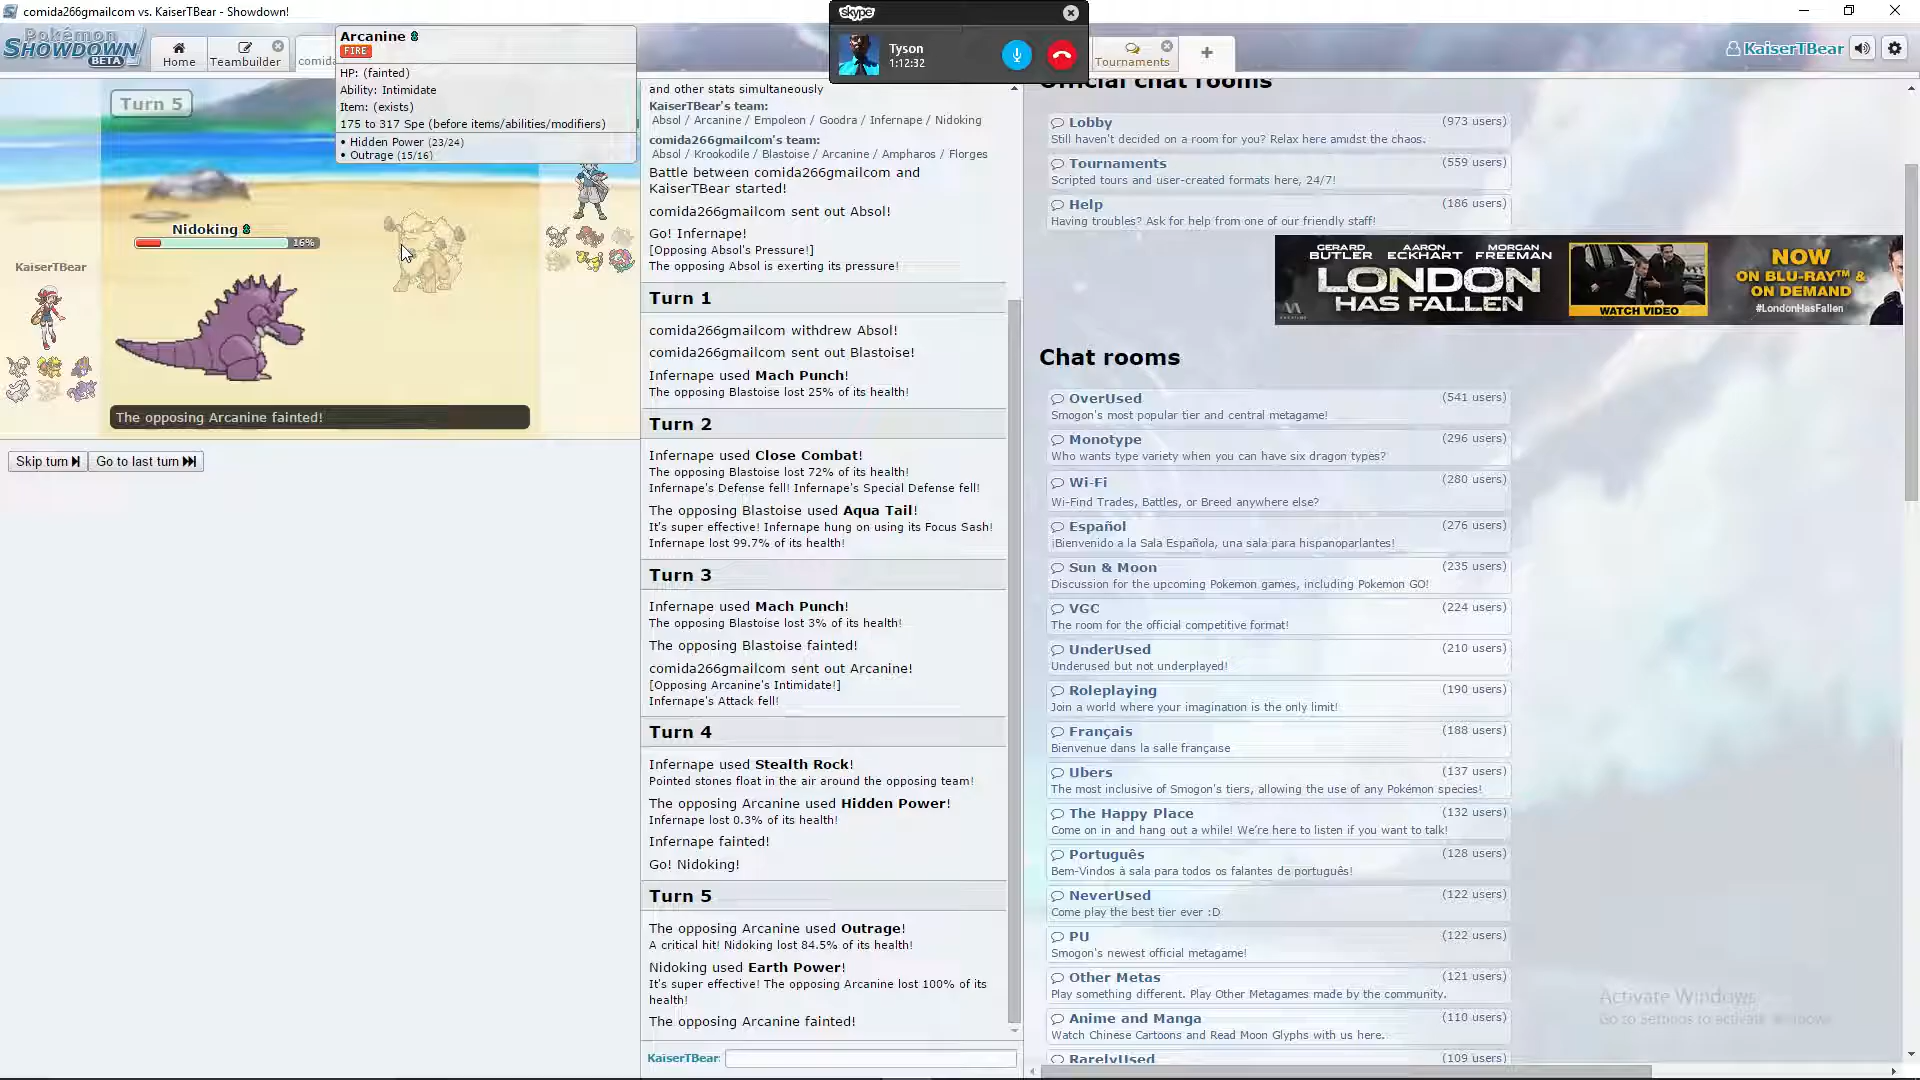 comida266gmailcom vs. KaiserTBear - Showdown!
Pokémon
SHOWDOWN!
BETA
Home
Teambuilder
comida
Arcanine
FIRE
HP: (fainted)
Ability: Intimidate
Item: (exists)
175 to 317 Spe (before items/abilities/modifiers)
• Hidden Power (23/24)
• Outrage (15/16)
skype
Tyson
1:12:32
Tournaments
+
KaiserTBear
Turn 5
Nidoking
16%
KaiserTBear
The opposing Arcanine fainted!
Skip turn
Go to last turn
and other stats simultaneously
KaiserTBear's team:
Absol / Arcanine / Empoleon / Goodra / Infernape / Nidoking
comida266gmailcom's team:
Absol / Krookodile / Blastoise / Arcanine / Ampharos / Florges
Battle between comida266gmailcom and
KaiserTBear started!
comida266gmailcom sent out Absol!
Go! Infernape!
[Opposing Absol's Pressure!]
The opposing Absol is exerting its pressure!
Turn 1
comida266gmailcom withdrew Absol!
comida266gmailcom sent out Blastoise!
Infernape used Mach Punch!
The opposing Blastoise lost 25% of its health!
Turn 2
Infernape used Close Combat!
The opposing Blastoise lost 72% of its health!
Infernape's Defense fell! Infernape's Special Defense fell!
The opposing Blastoise used Aqua Tail!
It's super effective! Infernape hung on using its Focus Sash!
Infernape lost 99.7% of its health!
Turn 3
Infernape used Mach Punch!
The opposing Blastoise lost 3% of its health!
The opposing Blastoise fainted!
comida266gmailcom sent out Arcanine!
[Opposing Arcanine's Intimidate!]
Infernape's Attack fell!
Turn 4
Infernape used Stealth Rock!
Pointed stones float in the air around the opposing team!
The opposing Arcanine used Hidden Power!
Infernape lost 0.3% of its health!
Infernape fainted!
Go! Nidoking!
Turn 5
The opposing Arcanine used Outrage!
A critical hit! Nidoking lost 84.5% of its health!
Nidoking used Earth Power!
It's super effective! The opposing Arcanine lost 100% of its
health!
The opposing Arcanine fainted!
KaiserTBear:
Official chat rooms
Lobby (973 users)
Still haven't decided on a room for you? Relax here amidst the chaos.
Tournaments (559 users)
Scripted tours and user-created formats here, 24/7!
Help (186 users)
Having troubles? Ask for help from one of our friendly staff!
GERARD BUTLER AARON ECKHART MORGAN FREEMAN
LONDON
HAS FALLEN
WATCH VIDEO
NOW
ON BLU-RAY™ &
ON DEMAND
#LondonHasFallen
Chat rooms
OverUsed (541 users)
Smogon's most popular tier and central metagame!
Monotype (296 users)
Who wants type variety when you can have six dragon types?
Wi-Fi (280 users)
Wi-Find Trades, Battles, or Breed anywhere else?
Español (276 users)
¡Bienvenido a la Sala Española, una sala para hispanoparlantes!
Sun & Moon (235 users)
Discussion for the upcoming Pokemon games, including Pokemon GO!
VGC (224 users)
The room for the official competitive format!
UnderUsed (210 users)
Underused but not underplayed!
Roleplaying (190 users)
Join a world where your imagination is the only limit!
Français (188 users)
Bienvenue dans la salle française
Ubers (137 users)
The most inclusive of Smogon's tiers, allowing the use of any Pokémon species!
The Happy Place (132 users)
Come on in and hang out a while! We're here to listen if you want to talk!
Português (128 users)
Bem-Vindos à sala para todos os falantes de português!
NeverUsed (122 users)
Come play the best tier ever :D
PU (122 users)
Smogon's newest official metagame!
Other Metas (121 users)
Play something different. Play Other Metagames made by the community.
Anime and Manga (110 users)
Watch Chinese Cartoons and Read Moon Glyphs with us here.
RarelyUsed (109 users)
Activate Windows
Go to Settings to activate Windows.